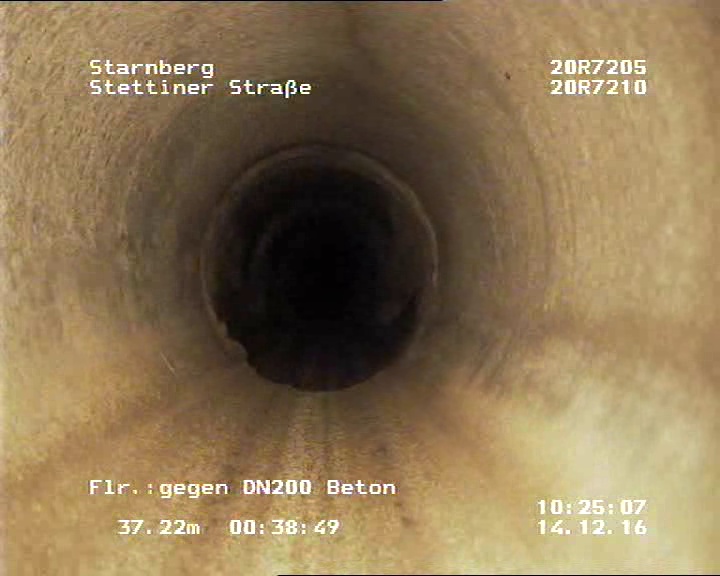 Starnberg 20R7205
Stettiner Straße 20R7210
Flr.:gegen DN200 Beton
10:25:07
37.22m 00:38:49 14.12.16